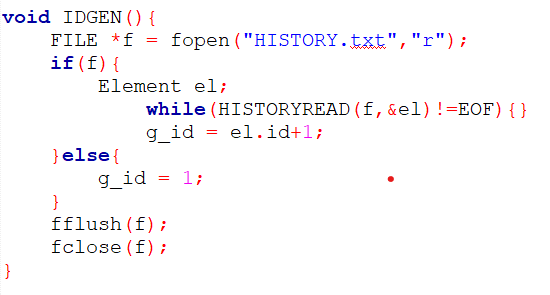 void IDGEN(){
    FILE *f = fopen("HISTORY.txt","r");
    if(f){
        Element el;
            while(HISTORYREAD(f,&el)!=EOF){}
            g_id = el.id+1;
    }else{
        g_id = 1;
    }
    fflush(f);
    fclose(f);
}